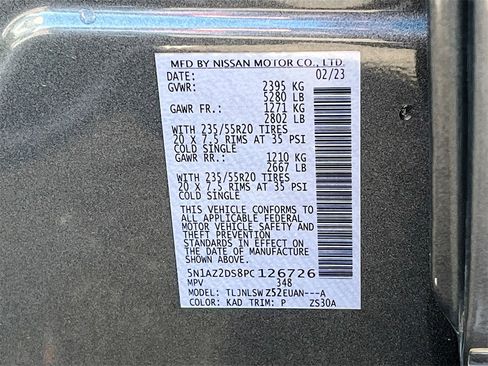 MFD BY NISSAN MOTOR CO., LTD.
DATE: 02/23
GVWR: 2395 KG
5280 LB
GAWR FR.: 1271 KG
2802 LB
WITH 235/55R20 TIRES
20 X 7.5 RIMS AT 35 PSI
COLD SINGLE
GAWR RR.: 1210 KG
2667 LB
WITH 235/55R20 TIRES
20 X 7.5 RIMS AT 35 PSI
COLD SINGLE
THIS VEHICLE CONFORMS TO
ALL APPLICABLE FEDERAL
MOTOR VEHICLE SAFETY AND
THEFT PREVENTION
STANDARDS IN EFFECT ON THE
DATE OF MANUFACTURE
SHOWN ABOVE.
5N1AZ2DS8PC126726
MPV 348
MODEL: TLJNLSW Z52EUAN---A
COLOR: KAD TRIM: P ZS30A